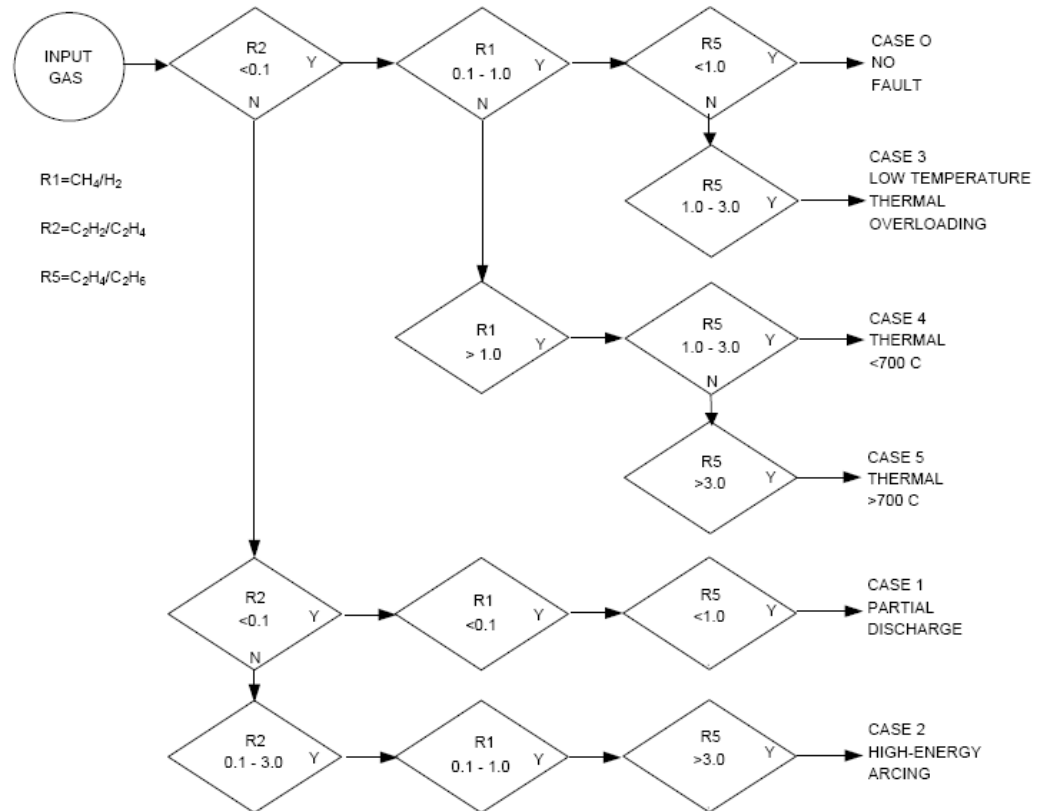 INPUT
GAS
R2
<0.1
Y
N
R1
0.1 - 1.0
Y
N
R5
<1.0
Y
N
CASE O
NO
FAULT
R5
1.0 - 3.0
Y
CASE 3
LOW TEMPERATURE
THERMAL
OVERLOADING
R1=CH₄/H₂
R2=C₂H₂/C₂H₄
R5=C₂H₄/C₂H₆
R1
> 1.0
Y
R5
1.0 - 3.0
Y
N
CASE 4
THERMAL
<700 C
R5
>3.0
Y
CASE 5
THERMAL
>700 C
R2
<0.1
Y
N
R1
<0.1
Y
R5
<1.0
Y
CASE 1
PARTIAL
DISCHARGE
R2
0.1 - 3.0
Y
R1
0.1 - 1.0
Y
R5
>3.0
Y
CASE 2
HIGH-ENERGY
ARCING